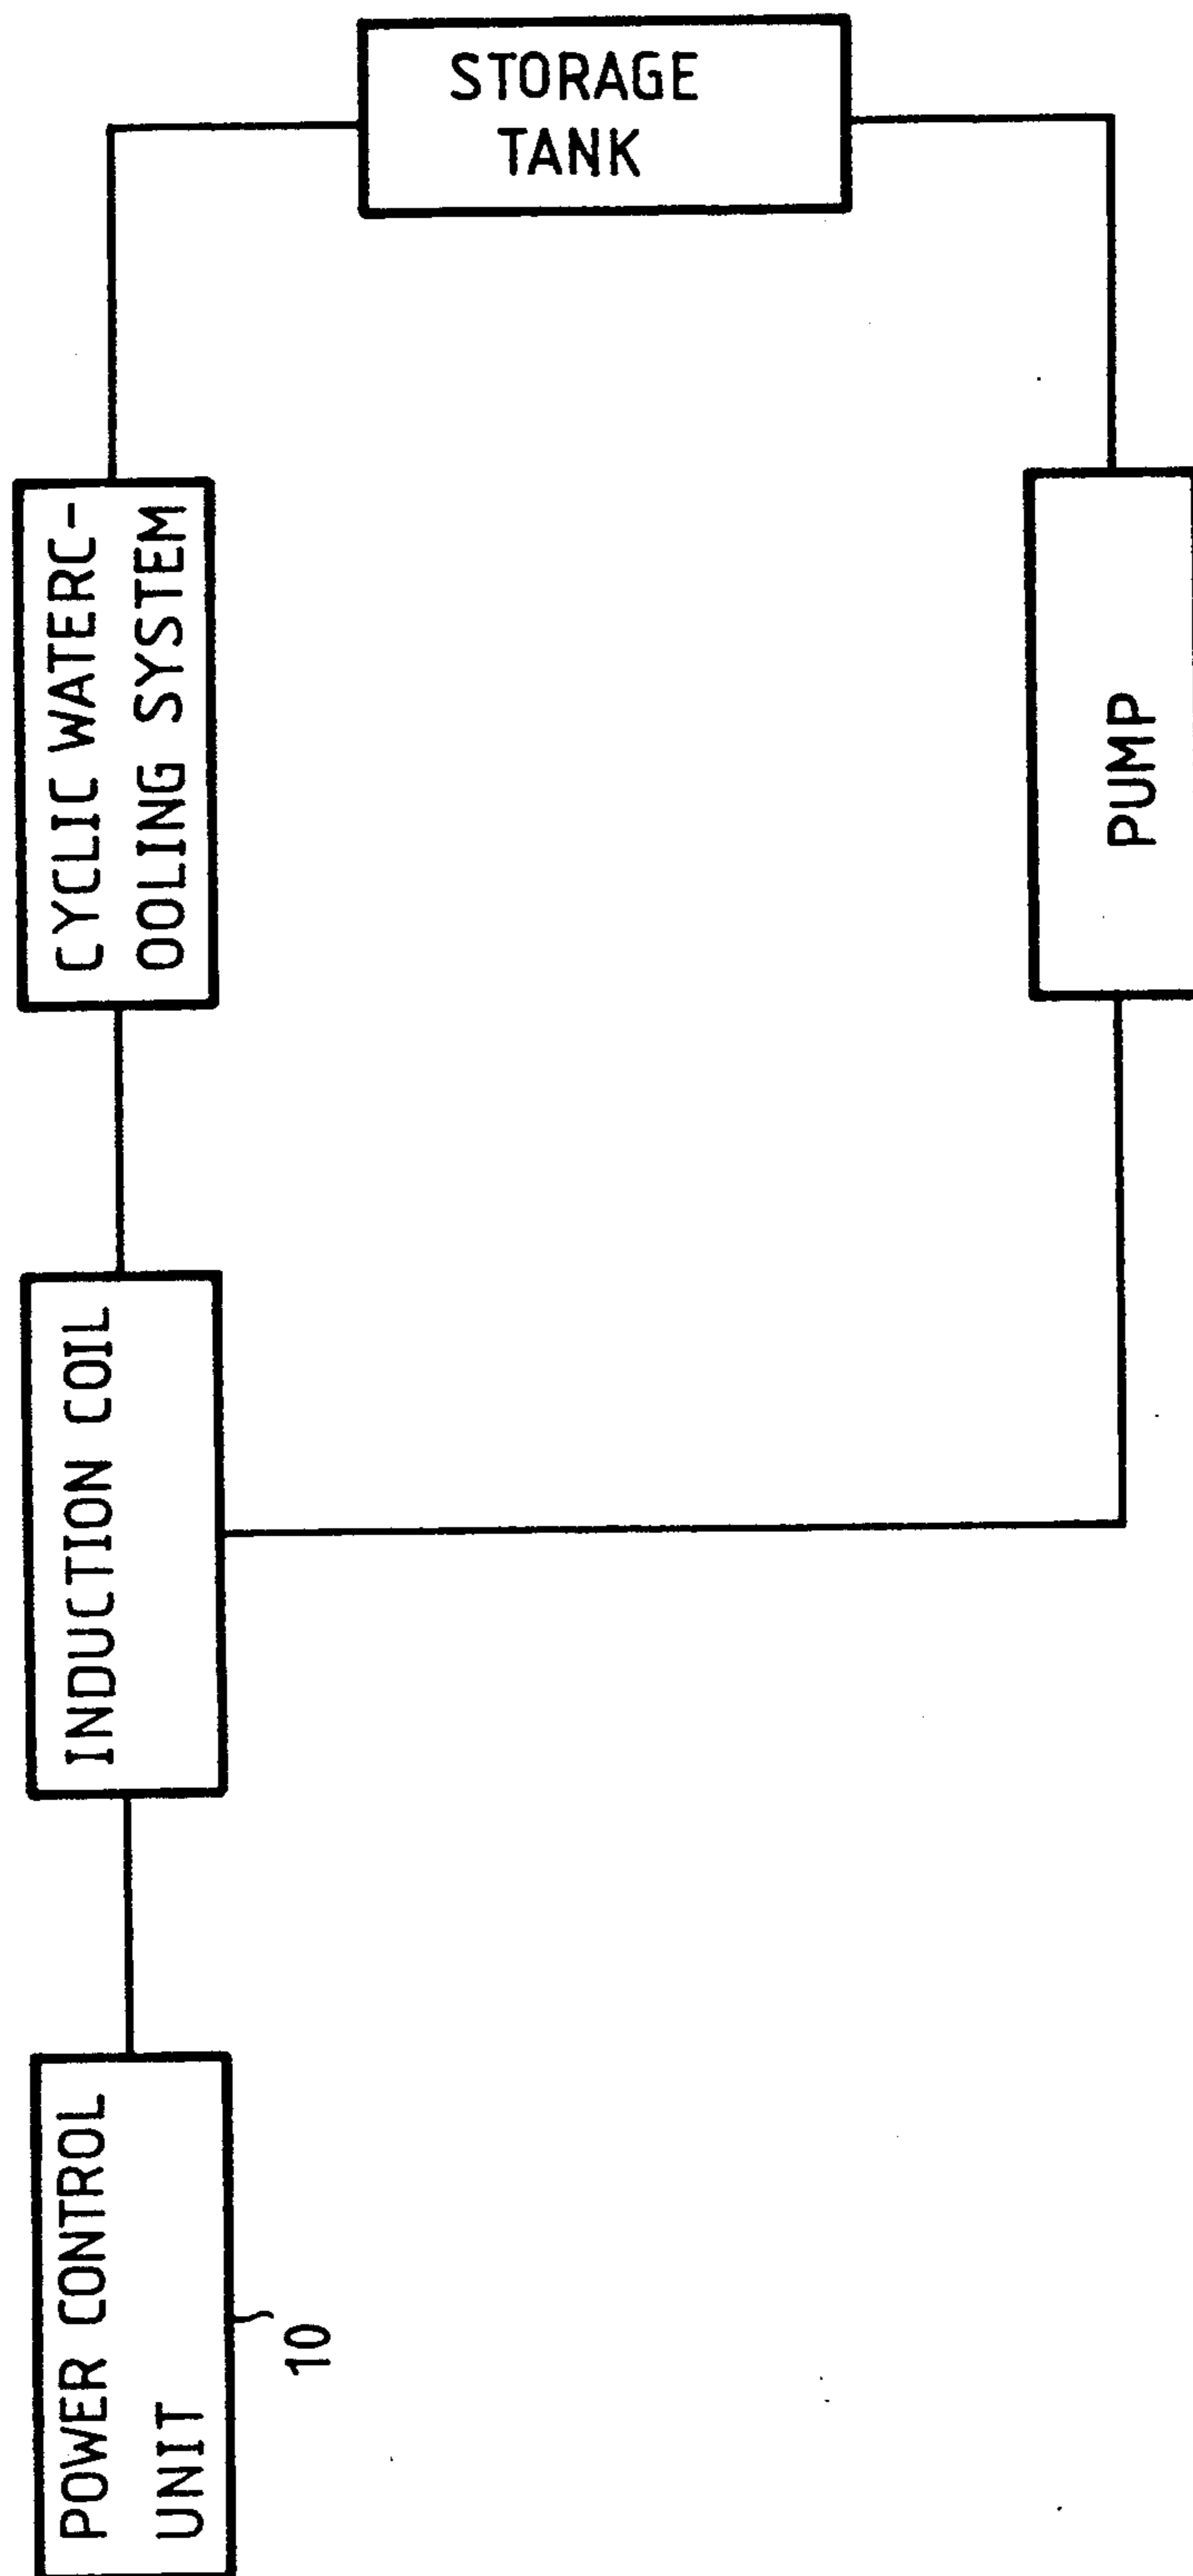 STORAGE
TANK
CYCLIC WATERC-
OOLING SYSTEM
PUMP
INDUCTION COIL
POWER CONTROL
UNIT
10